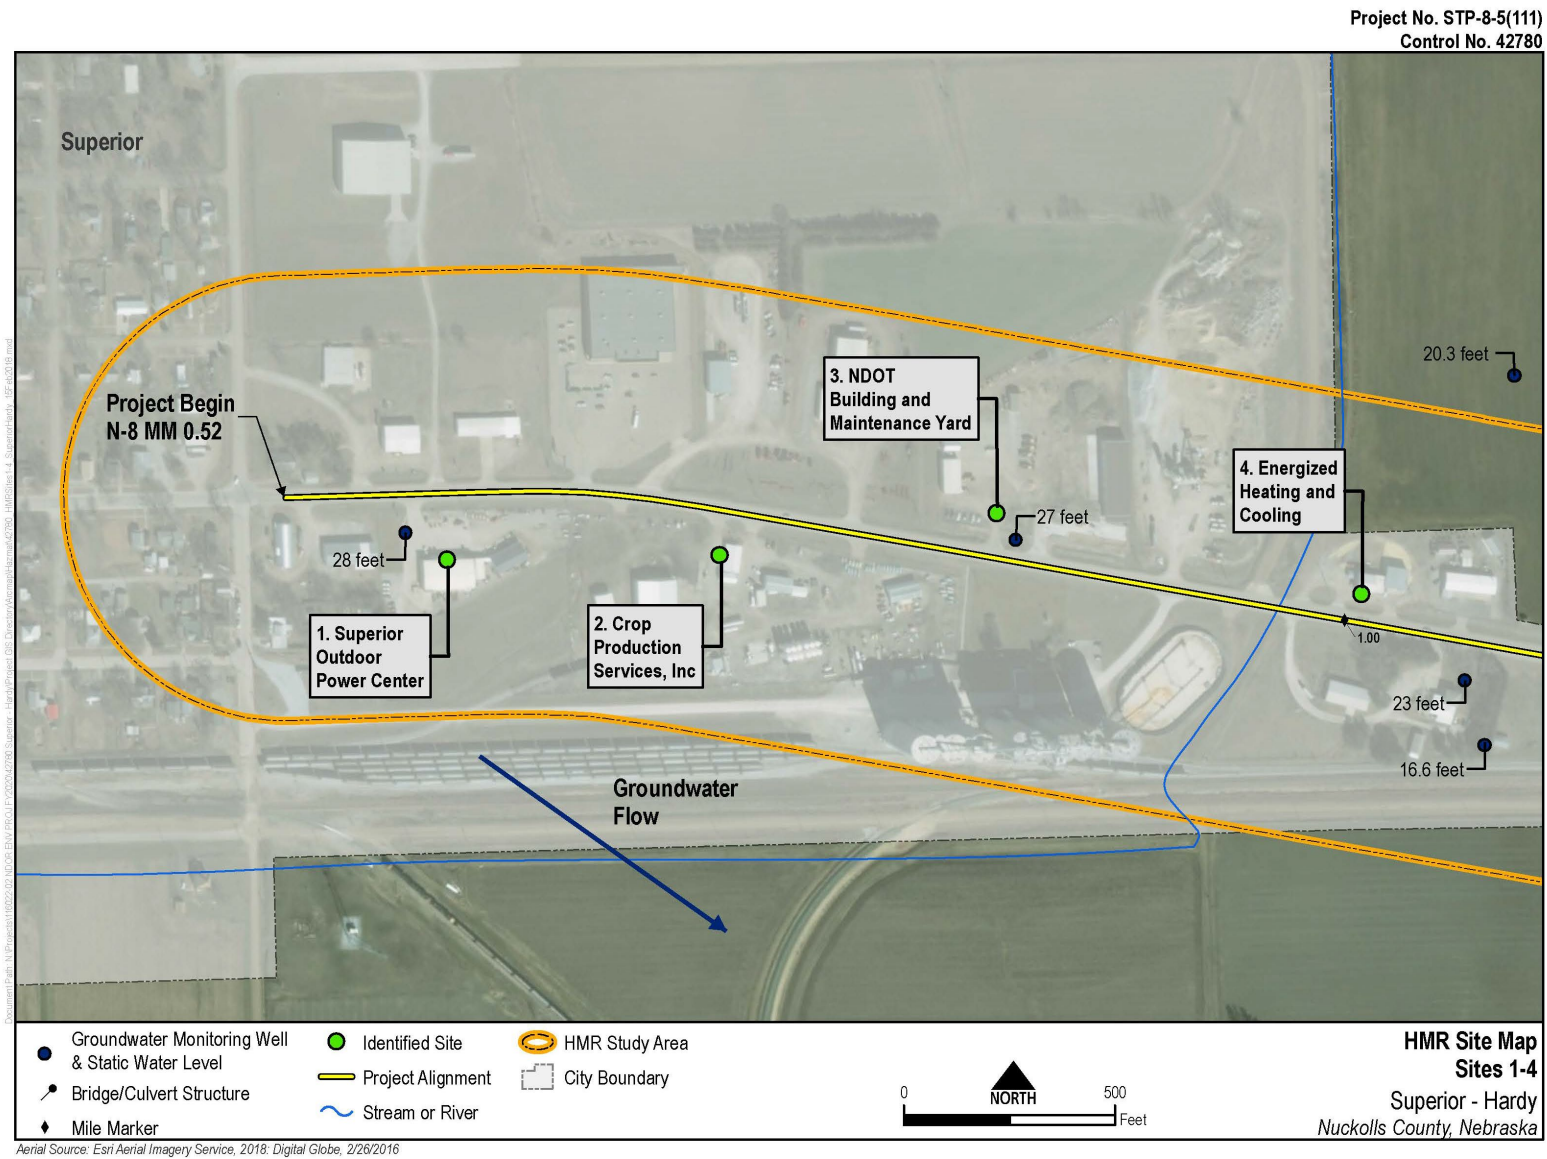 Project No. STP-8-5(111)
Control No. 42780
Superior
20.3 feet
3. NDOT
Building and
Maintenance Yard
Project Begin
N-8 MM 0.52
4. Energized
Heating and
Cooling
27 feet
28 feet
1. Superior
Outdoor
Power Center
2. Crop
Production
Services, Inc
1.00
23 feet
16.6 feet
Groundwater
Flow
Groundwater Monitoring Well
& Static Water Level
Bridge/Culvert Structure
Mile Marker
Identified Site
Project Alignment
Stream or River
HMR Study Area
City Boundary
0 500
NORTH
Feet
HMR Site Map
Sites 1-4
Superior - Hardy
Nuckolls County, Nebraska
Aerial Source: Esri Aerial Imagery Service, 2018: Digital Globe, 2/26/2016